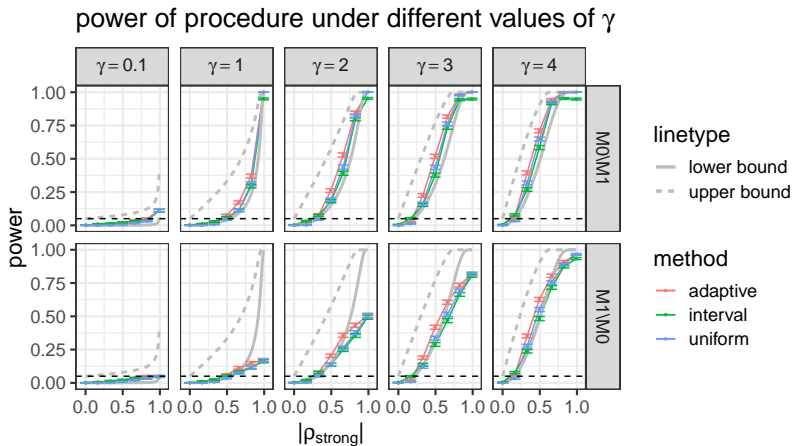 power of procedure under different values of γ
γ = 0.1 γ = 1 γ = 2 γ = 3 γ = 4
1.00
0.75
0.50
0.25
0.00
M0\M1
1.00
0.75
0.50
0.25
0.00
M1\M0
power
0.0 0.5 1.0 0.0 0.5 1.0 0.0 0.5 1.0 0.0 0.5 1.0 0.0 0.5 1.0
|ρstrong|
linetype
lower bound
upper bound
method
adaptive
interval
uniform